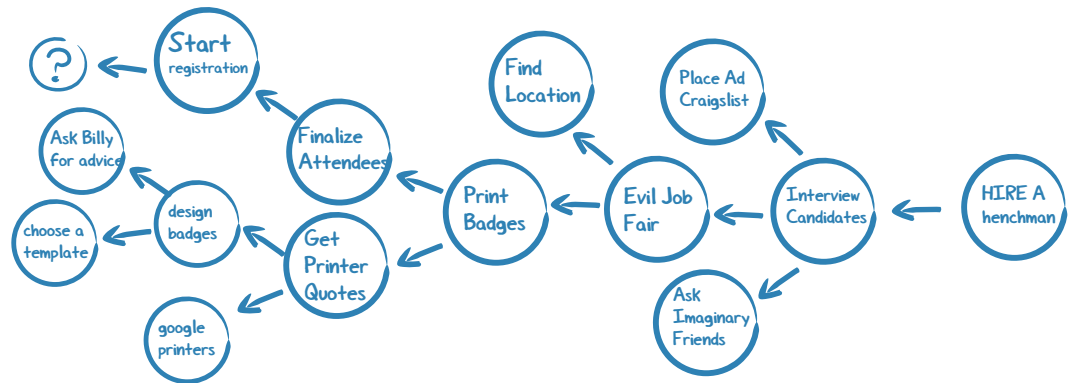 ?
Start
registration
Ask Billy
for advice
choose a
template
design
badges
google
printers
Finalize
Attendees
Get
Printer
Quotes
Print
Badges
Find
Location
Evil Job
Fair
Place Ad
Craigslist
Interview
Candidates
Ask
Imaginary
Friends
HIRE A
henchman